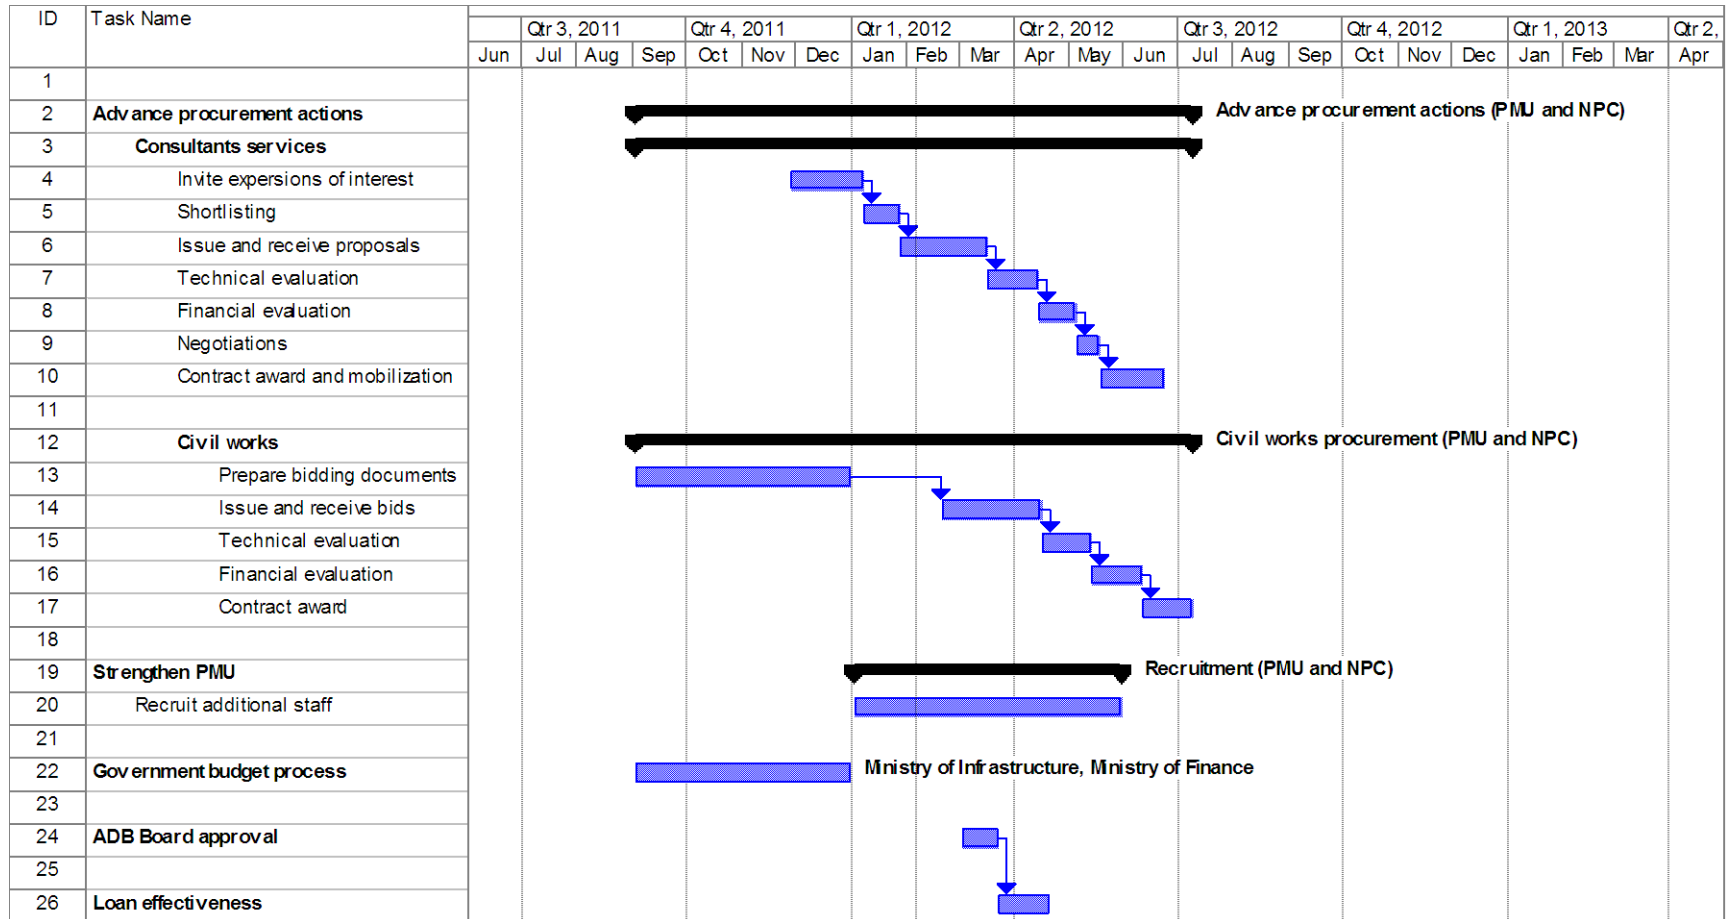 ID Task Name Qtr 3, 2011 Qtr 4, 2011 Qtr 1, 2012 Qtr 2, 2012 Qtr 3, 2012 Qtr 4, 2012 Qtr 1, 2013 Qtr 2,
Jun Jul Aug Sep Oct Nov Dec Jan Feb Mar Apr May Jun Jul Aug Sep Oct Nov Dec Jan Feb Mar Apr
1
2 Advance procurement actions Advance procurement actions (PMU and NPC)
3 Consultants services
4 Invite expersions of interest
5 Shortlisting
6 Issue and receive proposals
7 Technical evaluation
8 Financial evaluation
9 Negotiations
10 Contract award and mobilization
11
12 Civil works Civil works procurement (PMU and NPC)
13 Prepare bidding documents
14 Issue and receive bids
15 Technical evaluation
16 Financial evaluation
17 Contract award
18
19 Strengthen PMU Recruitment (PMU and NPC)
20 Recruit additional staff
21
22 Government budget process Ministry of Infrastructure, Ministry of Finance
23
24 ADB Board approval
25
26 Loan effectiveness